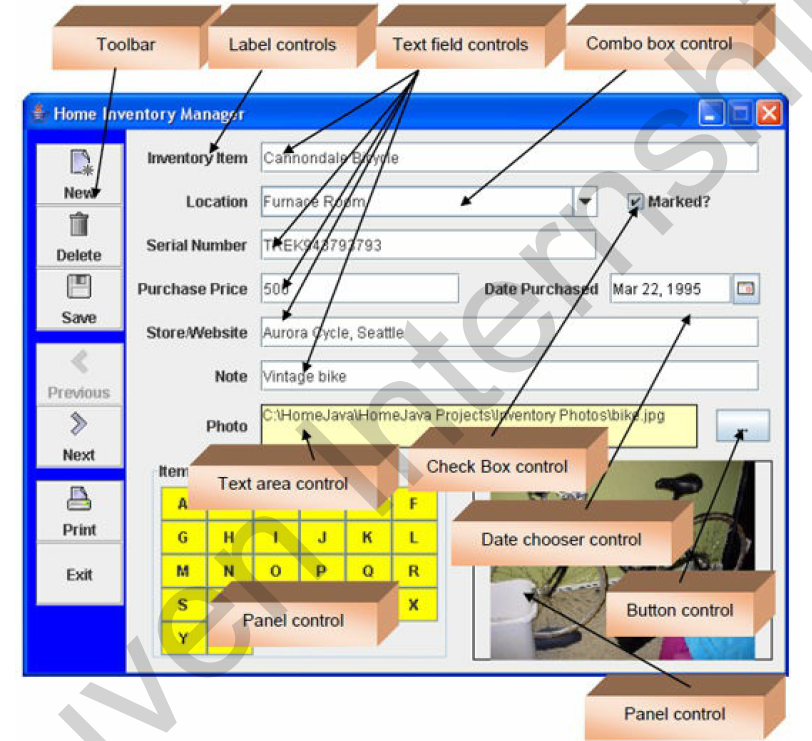 Toolbar
Label controls
Text field controls
Combo box control
Home Inventory Manager
New
Delete
Save
Previous
Next
Print
Exit
Inventory Item Cannondale Bicycle
Location Furnace Room Marked?
Serial Number TREK943793793
Purchase Price 500 Date Purchased Mar 22, 1995
Store/Website Aurora Cycle, Seattle
Note Vintage bike
Photo C:\HomeJava\HomeJava Projects\Inventory Photos\bike.jpg ...
Text area control
Check Box control
Item
A F
G H I J K L
M N O P Q R
S X
Y
Date chooser control
Panel control
Button control
Panel control